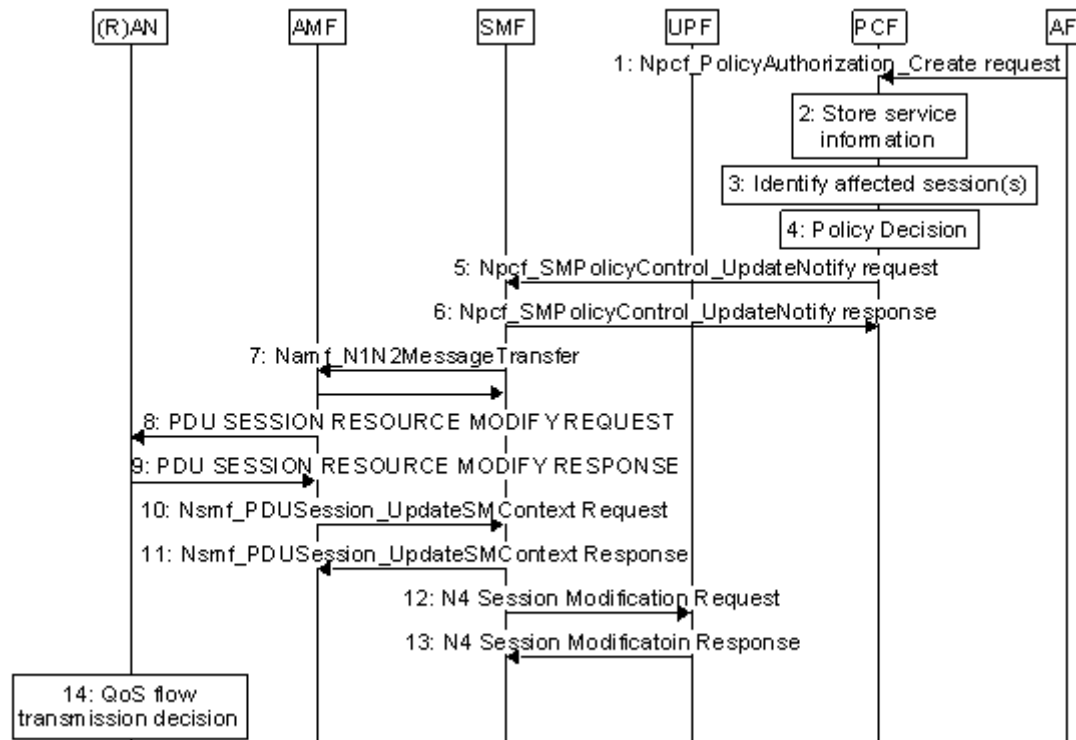 (R)AN AMF SMF UPF PCF AF
1: Npcf_PolicyAuthorization_Create request
2: Store service
information
3: Identify affected session(s)
4: Policy Decision
5: Npcf_SMPolicyControl_UpdateNotify request
6: Npcf_SMPolicyControl_UpdateNotify response
7: Namf_N1N2MessageTransfer
8: PDU SESSION RESOURCE MODIFY REQUEST
9: PDU SESSION RESOURCE MODIFY RESPONSE
10: Nsmf_PDUSession_UpdateSMContext Request
11: Nsmf_PDUSession_UpdateSMContext Response
12: N4 Session Modification Request
13: N4 Session Modificatoin Response
14: QoS flow
transmission decision